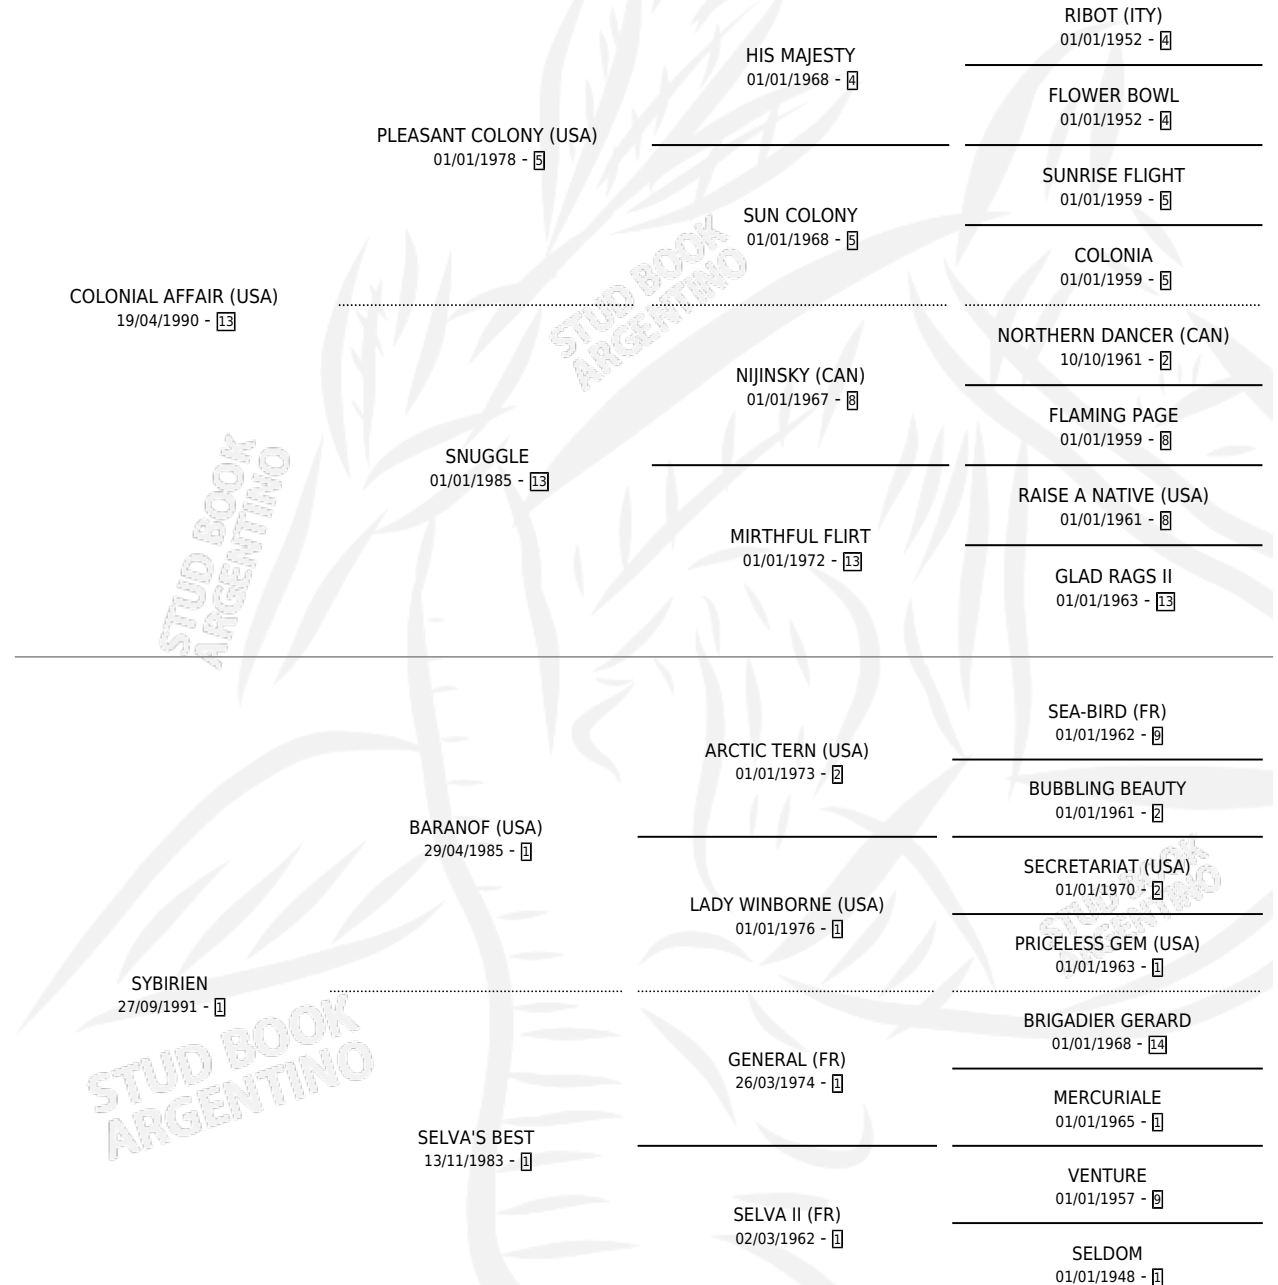 RIBOT (ITY)
01/01/1952 - 4
HIS MAJESTY
01/01/1968 - 4
FLOWER BOWL
01/01/1952 - 4
PLEASANT COLONY (USA)
01/01/1978 - 5
SUNRISE FLIGHT
01/01/1959 - 5
SUN COLONY
01/01/1968 - 5
COLONIA
01/01/1959 - 5
COLONIAL AFFAIR (USA)
19/04/1990 - 13
NORTHERN DANCER (CAN)
10/10/1961 - 2
NIJINSKY (CAN)
01/01/1967 - 8
FLAMING PAGE
01/01/1959 - 8
SNUGGLE
01/01/1985 - 13
RAISE A NATIVE (USA)
01/01/1961 - 8
MIRTHFUL FLIRT
01/01/1972 - 13
GLAD RAGS II
01/01/1963 - 13
SEA-BIRD (FR)
01/01/1962 - 9
ARCTIC TERN (USA)
01/01/1973 - 2
BUBBLING BEAUTY
01/01/1961 - 2
BARANOF (USA)
29/04/1985 - 1
SECRETARIAT (USA)
01/01/1970 - 2
LADY WINBORNE (USA)
01/01/1976 - 1
PRICELESS GEM (USA)
01/01/1963 - 1
SYBIRIEN
27/09/1991 - 1
BRIGADIER GERARD
01/01/1968 - 14
GENERAL (FR)
26/03/1974 - 1
MERCURIALE
01/01/1965 - 1
SELVA'S BEST
13/11/1983 - 1
VENTURE
01/01/1957 - 9
SELVA II (FR)
02/03/1962 - 1
SELDOM
01/01/1948 - 1
STUD BOOK
ARGENTINO
STUD BOOK
ARGENTINO
STUD BOOK
ARGENTINO
STUD BOOK
ARGENTINO